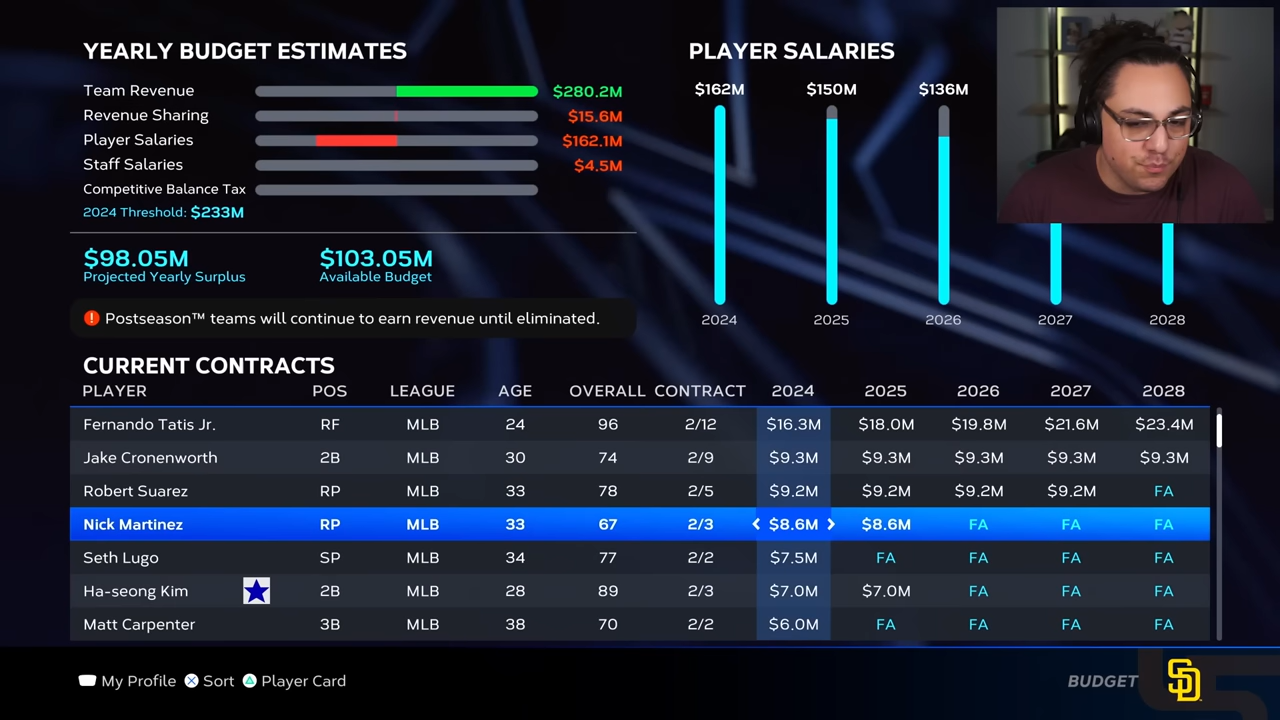 YEARLY BUDGET ESTIMATES
Team Revenue $280.2M
Revenue Sharing $15.6M
Player Salaries $162.1M
Staff Salaries $4.5M
Competitive Balance Tax
2024 Threshold: $233M
$98.05M $103.05M
Projected Yearly Surplus Available Budget
! Postseason™ teams will continue to earn revenue until eliminated.
PLAYER SALARIES
$162M $150M $136M
2024 2025 2026 2027 2028
CURRENT CONTRACTS
PLAYER POS LEAGUE AGE OVERALL CONTRACT 2024 2025 2026 2027 2028
Fernando Tatis Jr. RF MLB 24 96 2/12 $16.3M $18.0M $19.8M $21.6M $23.4M
Jake Cronenworth 2B MLB 30 74 2/9 $9.3M $9.3M $9.3M $9.3M $9.3M
Robert Suarez RP MLB 33 78 2/5 $9.2M $9.2M $9.2M $9.2M FA
Nick Martinez RP MLB 33 67 2/3 < $8.6M > $8.6M FA FA FA
Seth Lugo SP MLB 34 77 2/2 $7.5M FA FA FA FA
Ha-seong Kim 2B MLB 28 89 2/3 $7.0M $7.0M FA FA FA
Matt Carpenter 3B MLB 38 70 2/2 $6.0M FA FA FA FA
My Profile Sort Player Card
BUDGET SD